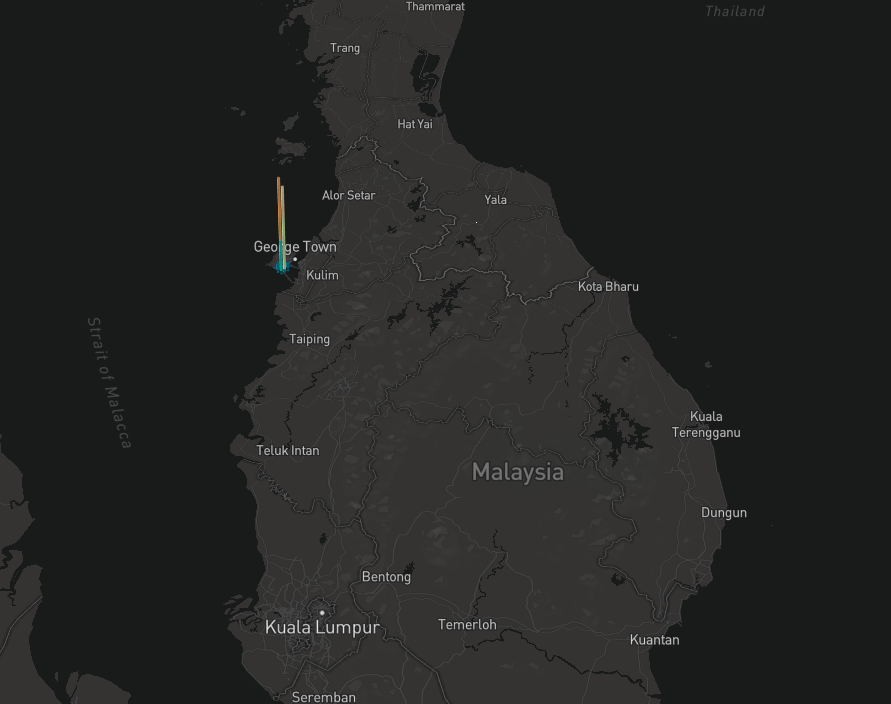 Thammarat
Thailand
Trang
Hat Yai
Alor Setar
Yala
George Town
Kulim
Kota Bharu
Strait of Malacca
Taiping
Kuala
Terengganu
Teluk Intan
Malaysia
Dungun
Bentong
Kuala Lumpur
Temerloh
Kuantan
Seremban